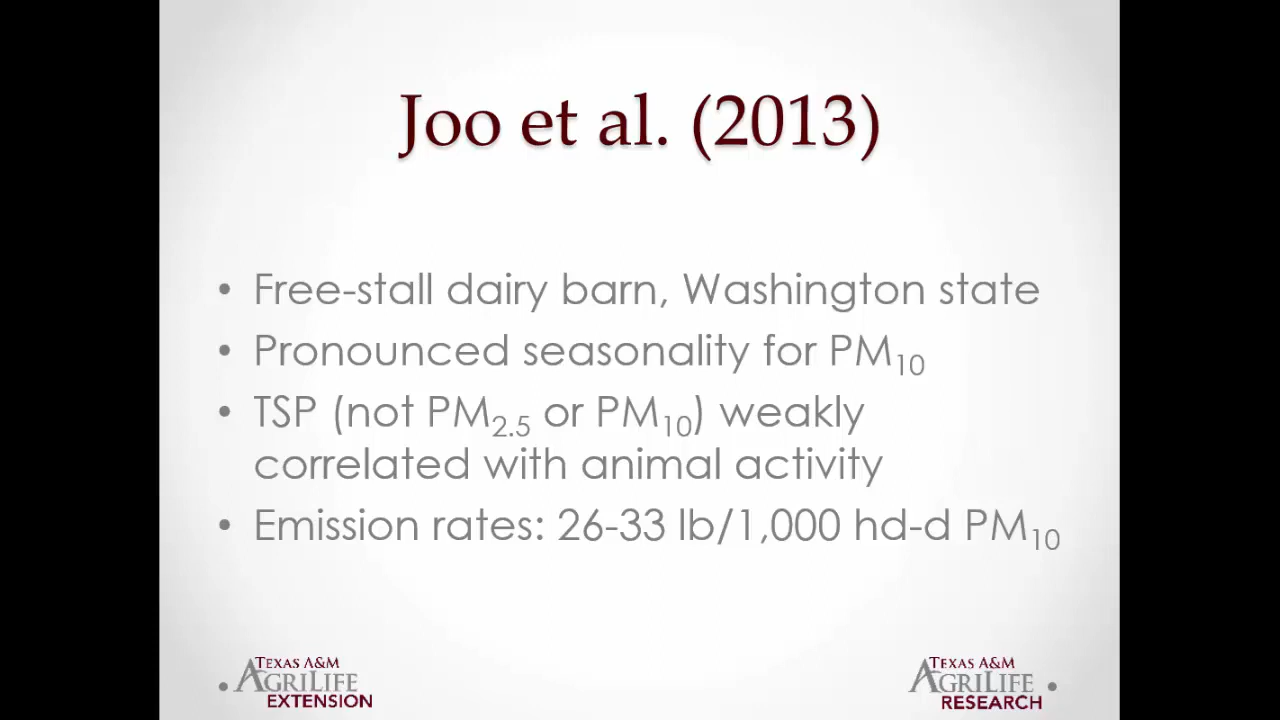 Joo et al. (2013)
• Free-stall dairy barn, Washington state
• Pronounced seasonality for PM₁₀
• TSP (not PM₂.₅ or PM₁₀) weakly
correlated with animal activity
• Emission rates: 26-33 lb/1,000 hd-d PM₁₀
TEXAS A&M
AGRILIFE
EXTENSION
TEXAS A&M
AGRILIFE
RESEARCH